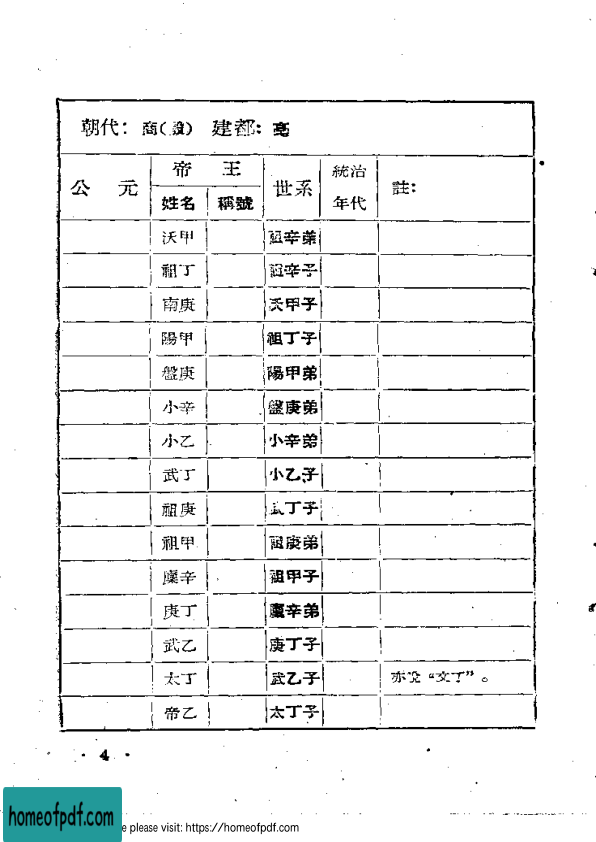 朝代：商（殷） 建都：亳
公 元 帝 王 世系 統治年代 註：
姓名 稱號
沃甲 祖辛弟
祖丁 祖辛子
南庚 沃甲子
陽甲 祖丁子
盤庚 陽甲弟
小辛 盤庚弟
小乙 小辛弟
武丁 小乙子
祖庚 武丁子
祖甲 祖庚弟
廩辛 祖甲子
庚丁 廩辛弟
武乙 庚丁子
太丁 武乙子 亦 “文丁”。
帝乙 太丁子
· 4 ·
homeofpdf.com
e please visit: https://homeofpdf.com